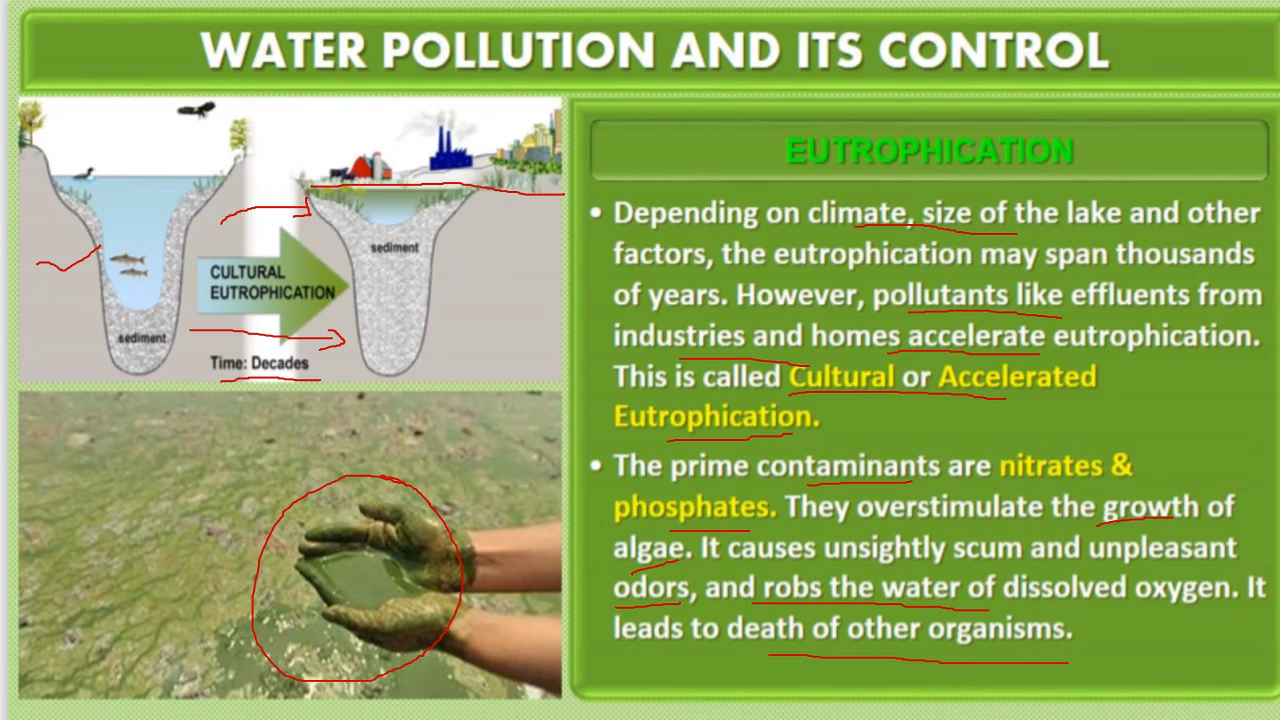 WATER POLLUTION AND ITS CONTROL
sediment
CULTURAL
EUTROPHICATION
Time: Decades
sediment
EUTROPHICATION
• Depending on climate, size of the lake and other
factors, the eutrophication may span thousands
of years. However, pollutants like effluents from
industries and homes accelerate eutrophication.
This is called Cultural or Accelerated
Eutrophication.
• The prime contaminants are nitrates &
phosphates. They overstimulate the growth of
algae. It causes unsightly scum and unpleasant
odors, and robs the water of dissolved oxygen. It
leads to death of other organisms.